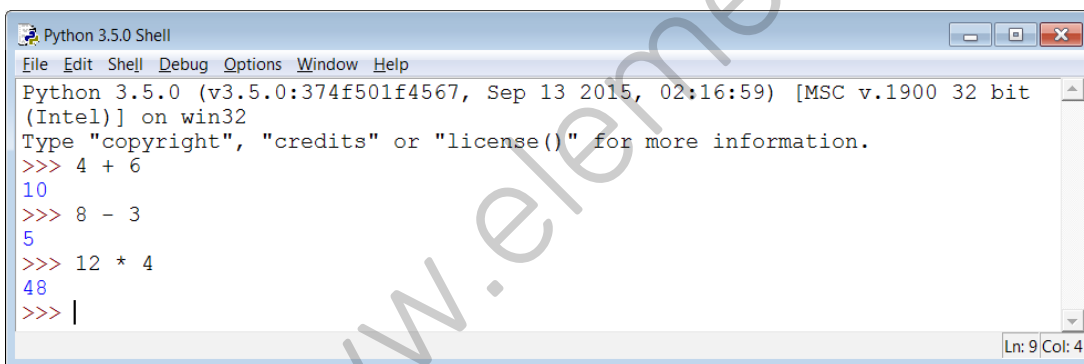 Python 3.5.0 Shell
File Edit Shell Debug Options Window Help
Python 3.5.0 (v3.5.0:374f501f4567, Sep 13 2015, 02:16:59) [MSC v.1900 32 bit
(Intel)] on win32
Type "copyright", "credits" or "license()" for more information.
>>> 4 + 6
10
>>> 8 - 3
5
>>> 12 * 4
48
>>>
Ln: 9 Col: 4
w.eleme